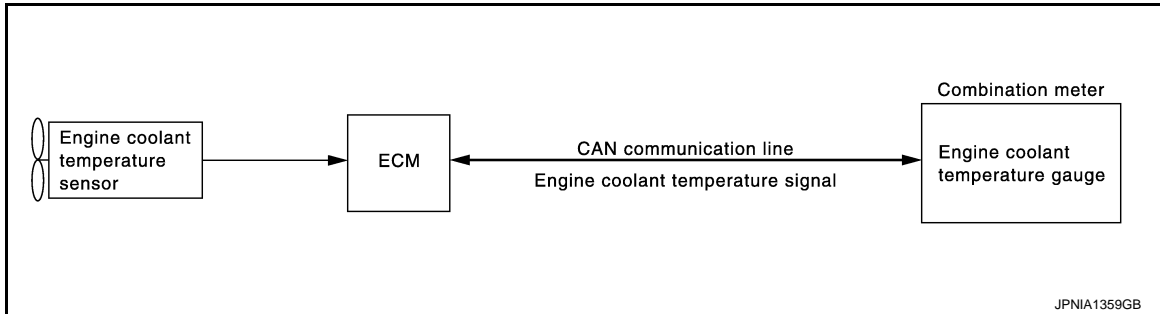 Engine coolant
temperature
sensor
ECM
CAN communication line
Engine coolant temperature signal
Combination meter
Engine coolant
temperature gauge
JPNIA1359GB